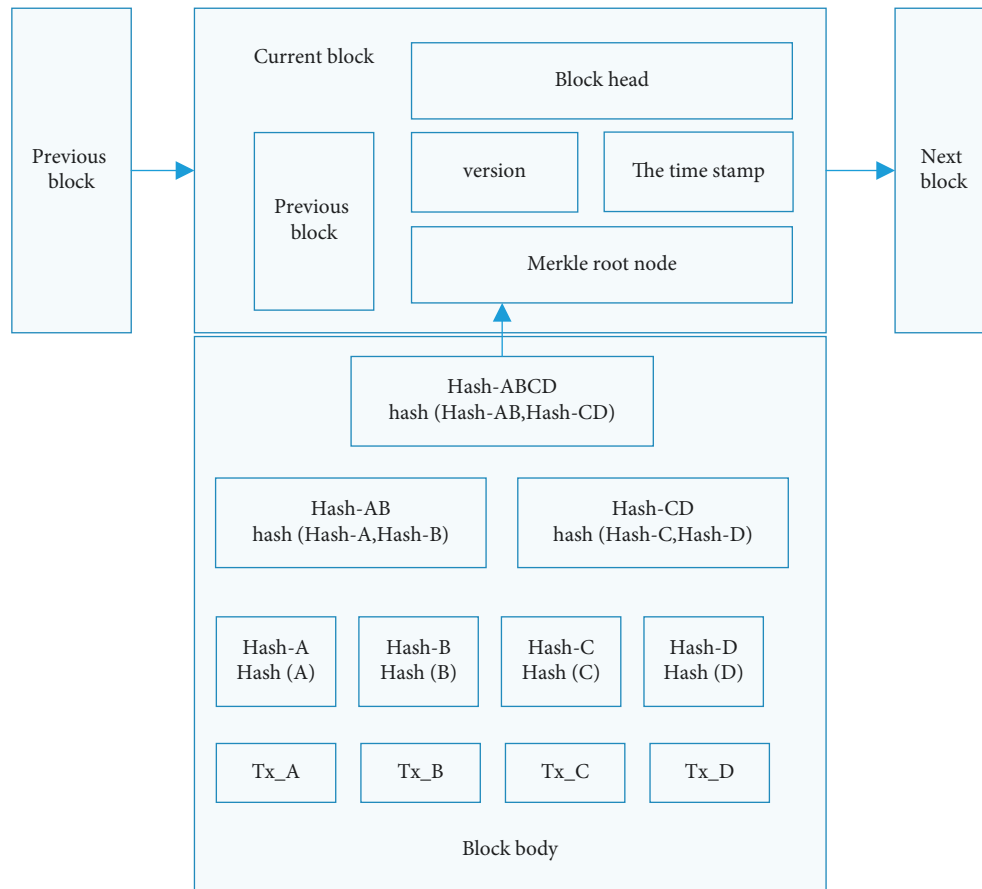 Previous
block
Current block
Block head
Previous
block
version
The time stamp
Merkle root node
Next
block
Hash-ABCD
hash (Hash-AB,Hash-CD)
Hash-AB
hash (Hash-A,Hash-B)
Hash-CD
hash (Hash-C,Hash-D)
Hash-A
Hash (A)
Hash-B
Hash (B)
Hash-C
Hash (C)
Hash-D
Hash (D)
Tx_A
Tx_B
Tx_C
Tx_D
Block body